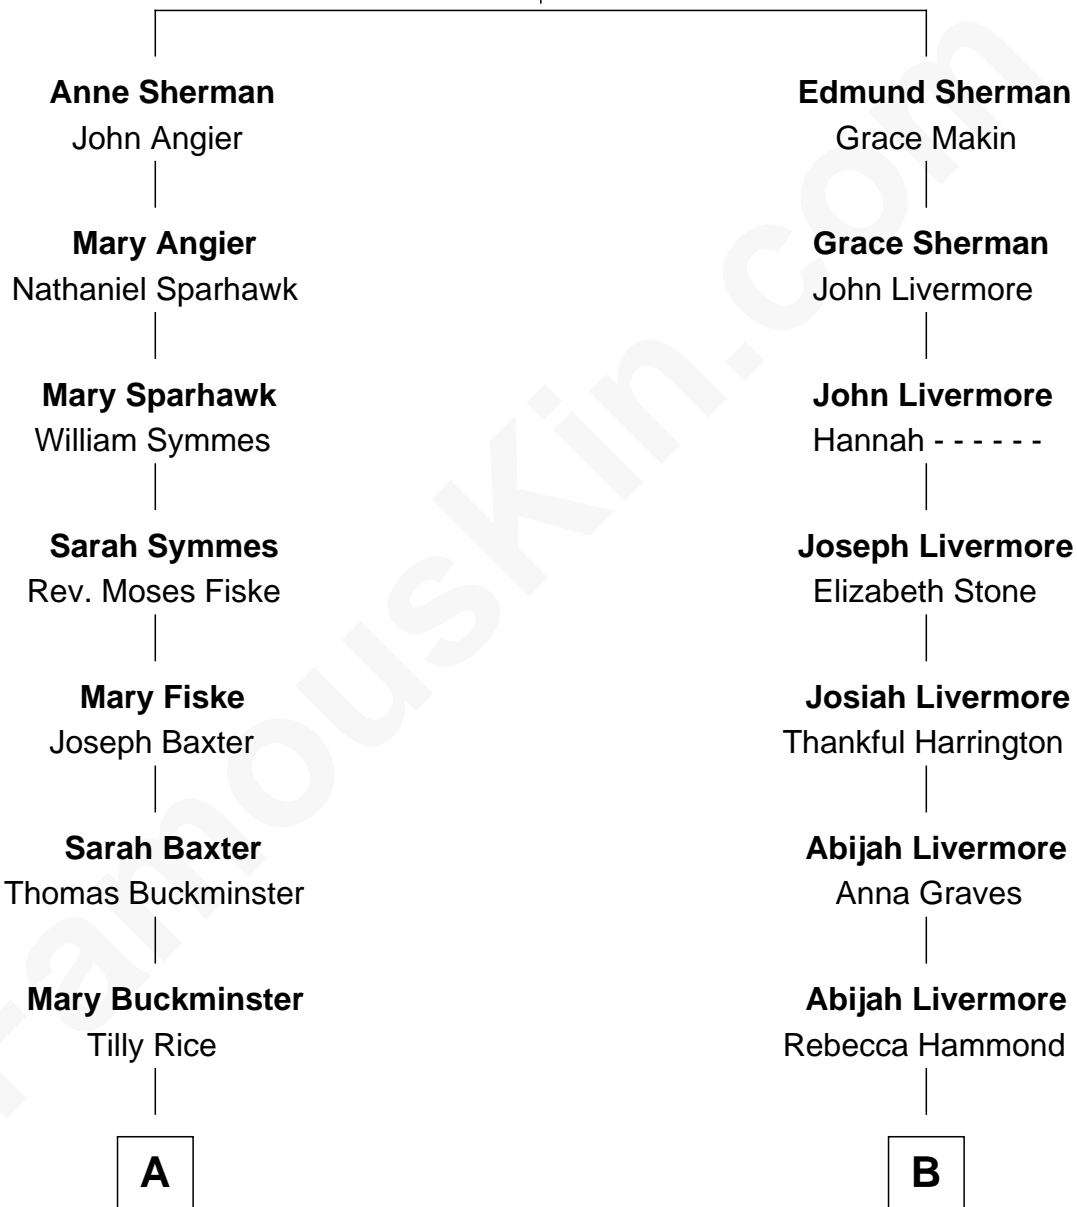 Anne Sherman
John Angier
Mary Angier
Nathaniel Sparhawk
Mary Sparhawk
William Symmes
Sarah Symmes
Rev. Moses Fiske
Mary Fiske
Joseph Baxter
Sarah Baxter
Thomas Buckminster
Mary Buckminster
Tilly Rice
A
Edmund Sherman
Grace Makin
Grace Sherman
John Livermore
John Livermore
Hannah - - - - - -
Joseph Livermore
Elizabeth Stone
Josiah Livermore
Thankful Harrington
Abijah Livermore
Anna Graves
Abijah Livermore
Rebecca Hammond
B
FamousKin.com